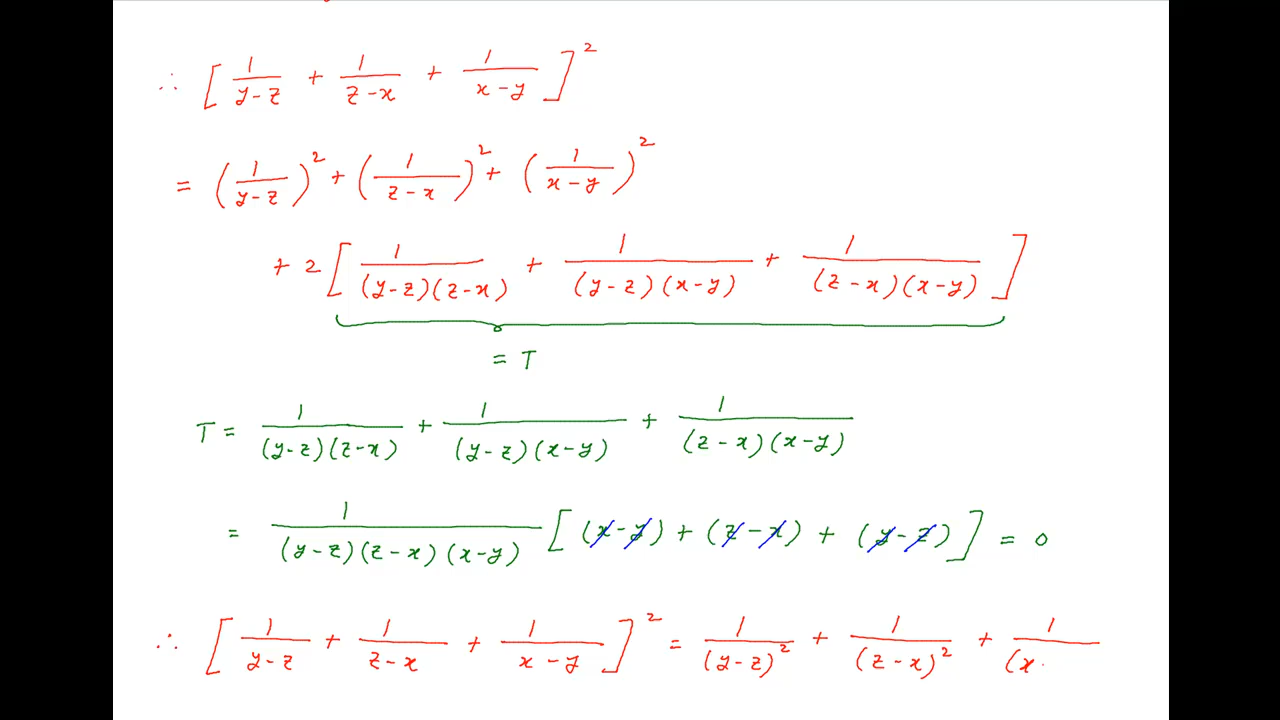 ∴ [ 1/(y-z) + 1/(z-x) + 1/(x-y) ]²
= (1/(y-z))² + (1/(z-x))² + (1/(x-y))²
+ 2 [ 1/((y-z)(z-x)) + 1/((y-z)(x-y)) + 1/((z-x)(x-y)) ]
= T
T = 1/((y-z)(z-x)) + 1/((y-z)(x-y)) + 1/((z-x)(x-y))
= 1/((y-z)(z-x)(x-y)) [ (x-y) + (z-x) + (y-z) ] = 0
∴ [ 1/(y-z) + 1/(z-x) + 1/(x-y) ]² = 1/(y-z)² + 1/(z-x)² + 1/(x